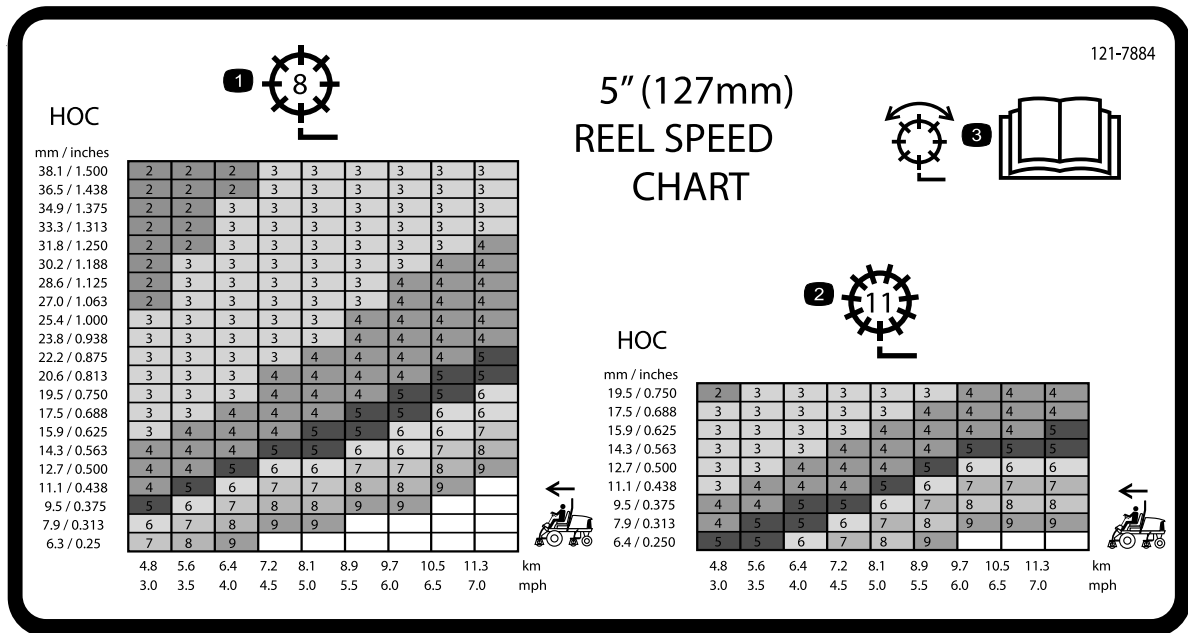 121-7884
1
8
5” (127mm)
REEL SPEED
CHART
3
HOC
mm / inches
38.1 / 1.500 2 2 2 3 3 3 3 3 3
36.5 / 1.438 2 2 2 3 3 3 3 3 3
34.9 / 1.375 2 2 3 3 3 3 3 3 3
33.3 / 1.313 2 2 3 3 3 3 3 3 3
31.8 / 1.250 2 2 3 3 3 3 3 3 4
30.2 / 1.188 2 3 3 3 3 3 3 4 4
28.6 / 1.125 2 3 3 3 3 3 4 4 4
27.0 / 1.063 2 3 3 3 3 3 4 4 4
25.4 / 1.000 3 3 3 3 3 4 4 4 4
23.8 / 0.938 3 3 3 3 3 4 4 4 4
22.2 / 0.875 3 3 3 3 4 4 4 4 5
20.6 / 0.813 3 3 3 4 4 4 4 5 5
19.5 / 0.750 3 3 3 4 4 4 5 5 6
17.5 / 0.688 3 3 4 4 4 5 5 6 6
15.9 / 0.625 3 4 4 4 5 5 6 6 7
14.3 / 0.563 4 4 4 5 5 6 6 7 8
12.7 / 0.500 4 4 5 6 6 7 7 8 9
11.1 / 0.438 4 5 6 7 7 8 8 9
9.5 / 0.375 5 6 7 8 8 9 9
7.9 / 0.313 6 7 8 9 9
6.3 / 0.25 7 8 9
4.8 5.6 6.4 7.2 8.1 8.9 9.7 10.5 11.3 km
3.0 3.5 4.0 4.5 5.0 5.5 6.0 6.5 7.0 mph
2
11
HOC
mm / inches
19.5 / 0.750 2 3 3 3 3 3 4 4 4
17.5 / 0.688 3 3 3 3 3 4 4 4 4
15.9 / 0.625 3 3 3 3 4 4 4 4 5
14.3 / 0.563 3 3 3 4 4 4 5 5 5
12.7 / 0.500 3 3 4 4 4 5 6 6 6
11.1 / 0.438 3 4 4 4 5 6 7 7 7
9.5 / 0.375 4 4 5 5 6 7 8 8 8
7.9 / 0.313 4 5 5 6 7 8 9 9 9
6.4 / 0.250 5 5 6 7 8 9
4.8 5.6 6.4 7.2 8.1 8.9 9.7 10.5 11.3 km
3.0 3.5 4.0 4.5 5.0 5.5 6.0 6.5 7.0 mph